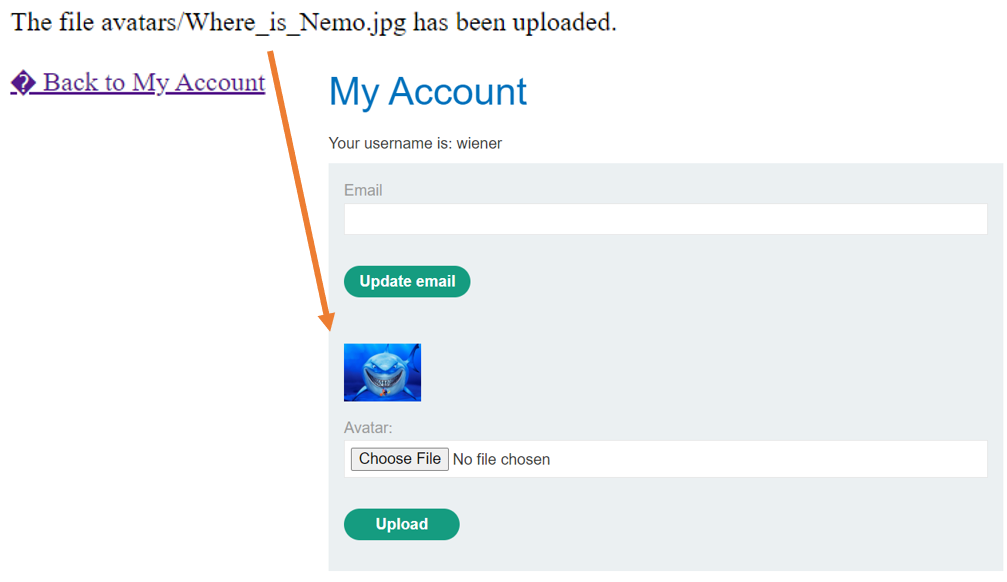 The file avatars/Where_is_Nemo.jpg has been uploaded.
� Back to My Account
My Account
Your username is: wiener
Email
Update email
Avatar:
Choose File No file chosen
Upload